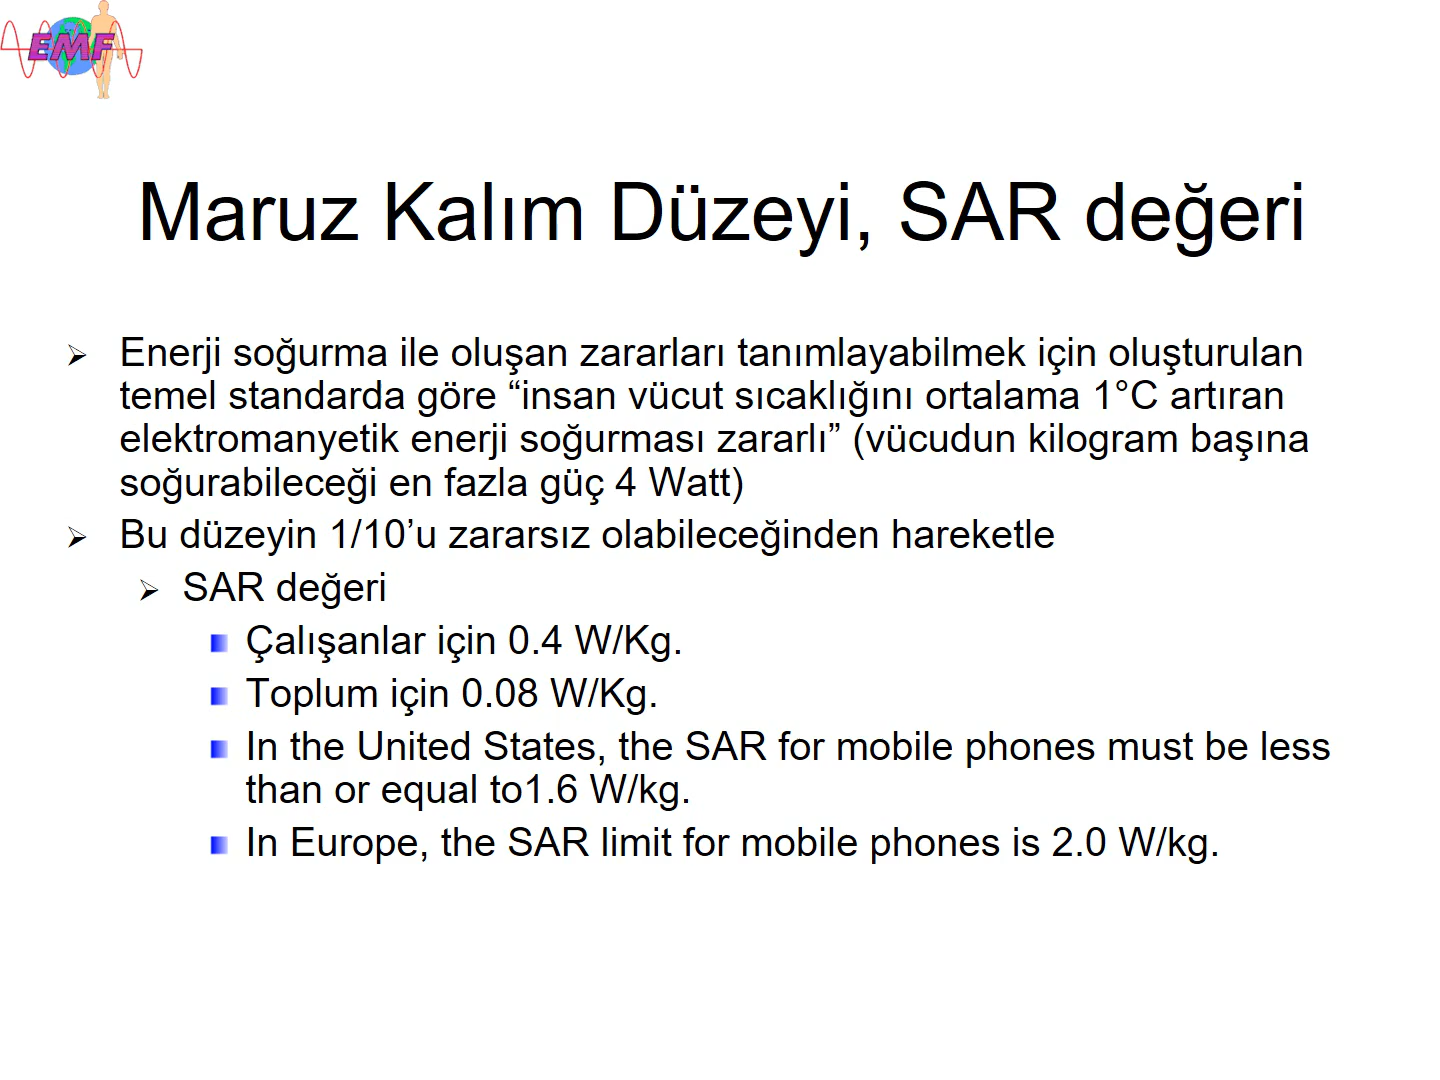 EMF
Maruz Kalım Düzeyi, SAR değeri
Enerji soğurma ile oluşan zararları tanımlayabilmek için oluşturulan
temel standarda göre “insan vücut sıcaklığını ortalama 1°C artıran
elektromanyetik enerji soğurması zararlı” (vücudun kilogram başına
soğurabileceği en fazla güç 4 Watt)
Bu düzeyin 1/10’u zararsız olabileceğinden hareketle
SAR değeri
Çalışanlar için 0.4 W/Kg.
Toplum için 0.08 W/Kg.
In the United States, the SAR for mobile phones must be less
than or equal to1.6 W/kg.
In Europe, the SAR limit for mobile phones is 2.0 W/kg.